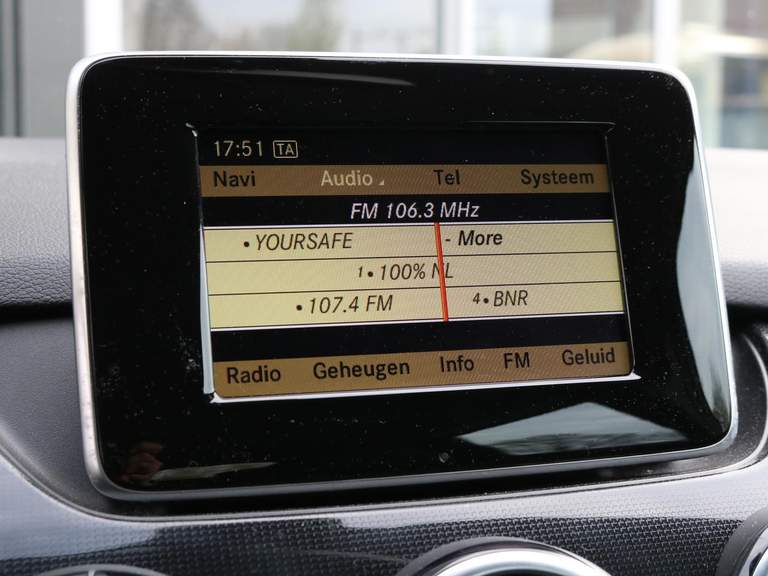 17:51 TA
Navi Audio Tel Systeem
FM 106.3 MHz
• YOURSAFE - More
1• 100% NL
• 107.4 FM 4• BNR
Radio Geheugen Info FM Geluid